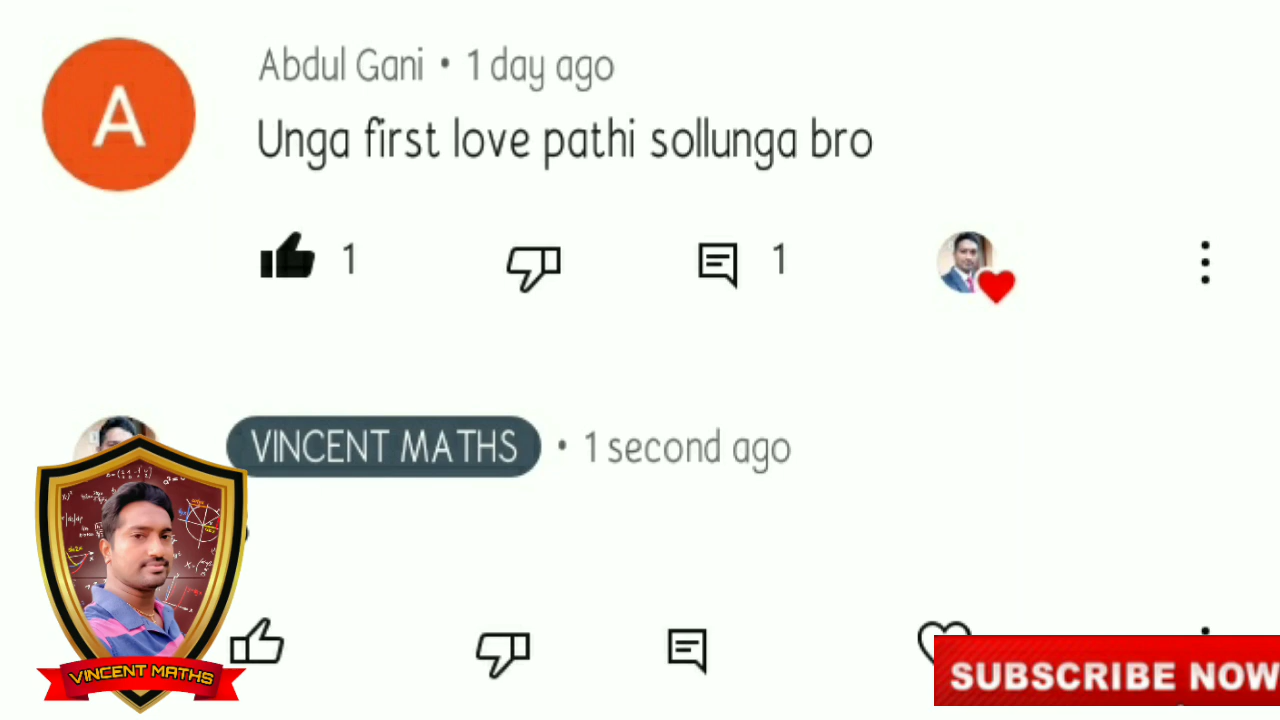 A
Abdul Gani • 1 day ago
Unga first love pathi sollunga bro
1
1
VINCENT MATHS • 1 second ago
VINCENT MATHS
SUBSCRIBE NOW